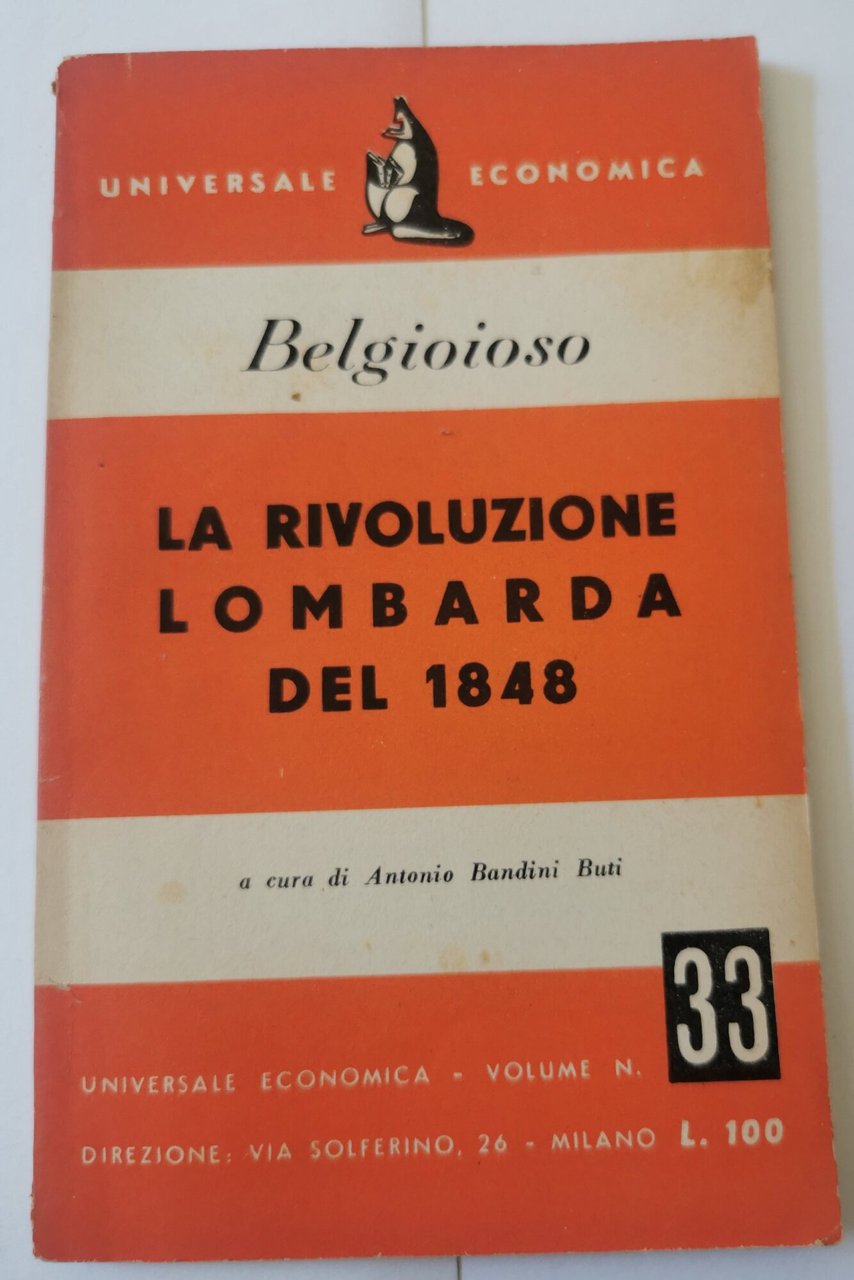 UNIVERSALE ECONOMICA
Belgioioso
LA RIVOLUZIONE
LOMBARDA
DEL 1848
a cura di Antonio Bandini Buti
33
UNIVERSALE ECONOMICA - VOLUME N.
DIREZIONE: VIA SOLFERINO, 26 - MILANO L. 100